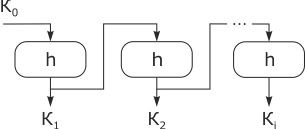 K₀
... 
h h h
K₁ K₂ Kᵢ